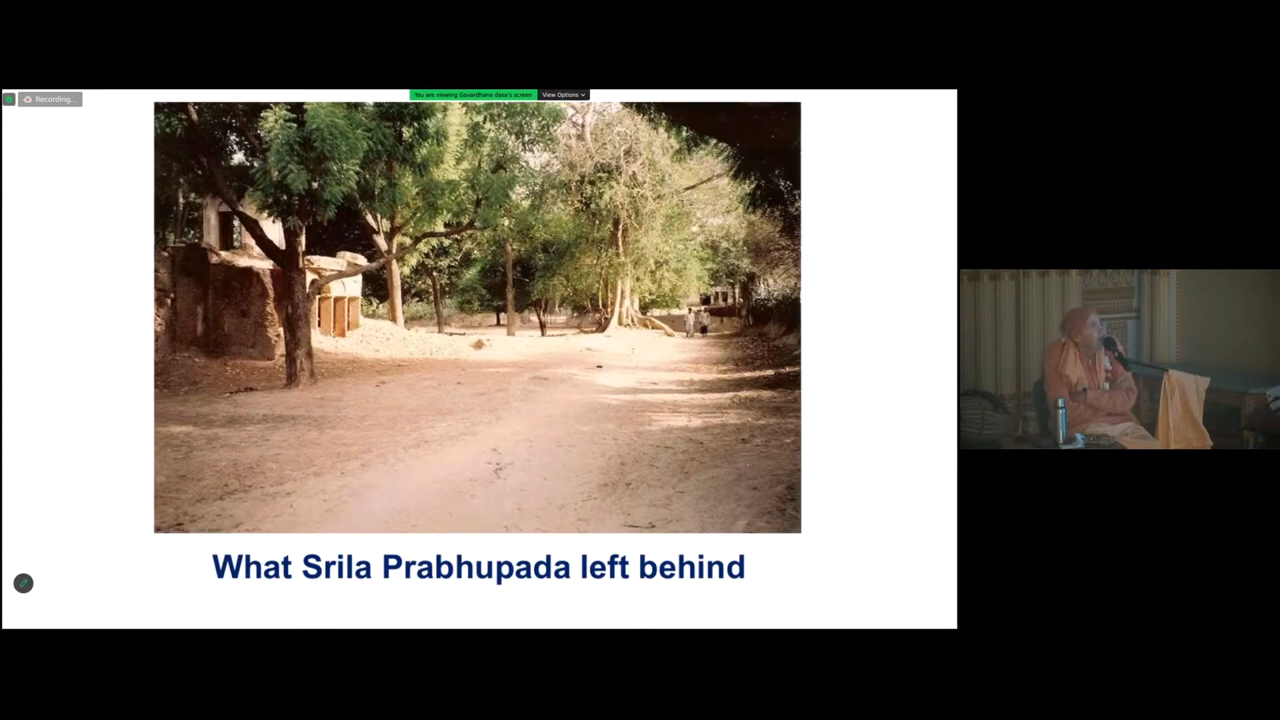 Recording...
You are viewing Govardhana dasa's screen
View Options
What Srila Prabhupada left behind